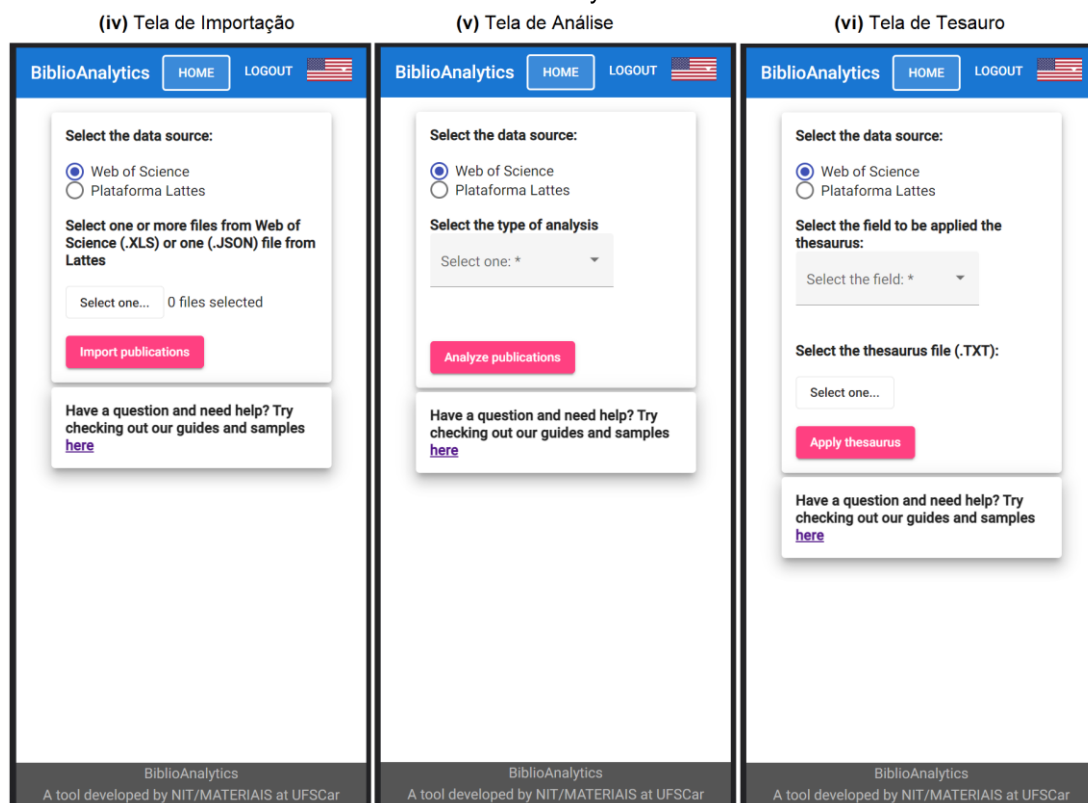 (iv) Tela de Importação
BiblioAnalytics HOME LOGOUT
Select the data source:
Web of Science
Plataforma Lattes
Select one or more files from Web of
Science (.XLS) or one (.JSON) file from
Lattes
Select one... 0 files selected
Import publications
Have a question and need help? Try
checking out our guides and samples
here
BiblioAnalytics
A tool developed by NIT/MATERIAIS at UFSCar
(v) Tela de Análise
BiblioAnalytics HOME LOGOUT
Select the data source:
Web of Science
Plataforma Lattes
Select the type of analysis
Select one: *
Analyze publications
Have a question and need help? Try
checking out our guides and samples
here
BiblioAnalytics
A tool developed by NIT/MATERIAIS at UFSCar
(vi) Tela de Tesauro
BiblioAnalytics HOME LOGOUT
Select the data source:
Web of Science
Plataforma Lattes
Select the field to be applied the
thesaurus:
Select the field: *
Select the thesaurus file (.TXT):
Select one...
Apply thesaurus
Have a question and need help? Try
checking out our guides and samples
here
BiblioAnalytics
A tool developed by NIT/MATERIAIS at UFSCar